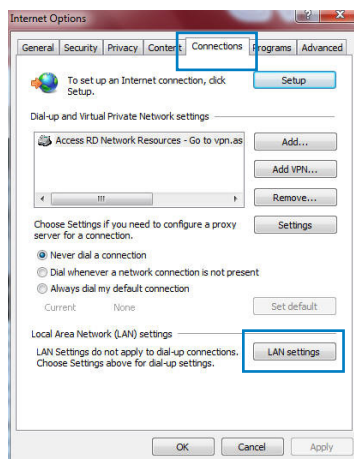 Internet Options
General Security Privacy Content Connections Programs Advanced
To set up an Internet connection, click
Setup.
Setup
Dial-up and Virtual Private Network settings
Access RD Network Resources - Go to vpn.as
Add...
Add VPN...
Remove...
Choose Settings if you need to configure a proxy
server for a connection.
Settings
Never dial a connection
Dial whenever a network connection is not present
Always dial my default connection
Current None
Set default
Local Area Network (LAN) settings
LAN Settings do not apply to dial-up connections.
Choose Settings above for dial-up settings.
LAN settings
OK Cancel Apply